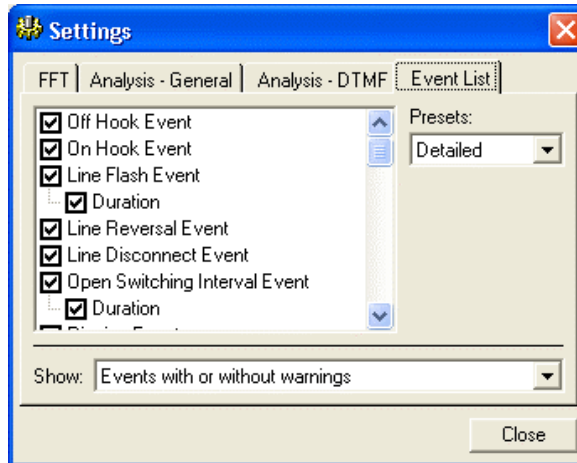 Settings
FFT Analysis - General Analysis - DTMF Event List
Off Hook Event
On Hook Event
Line Flash Event
Duration
Line Reversal Event
Line Disconnect Event
Open Switching Interval Event
Duration
Presets:
Detailed
Show: Events with or without warnings
Close